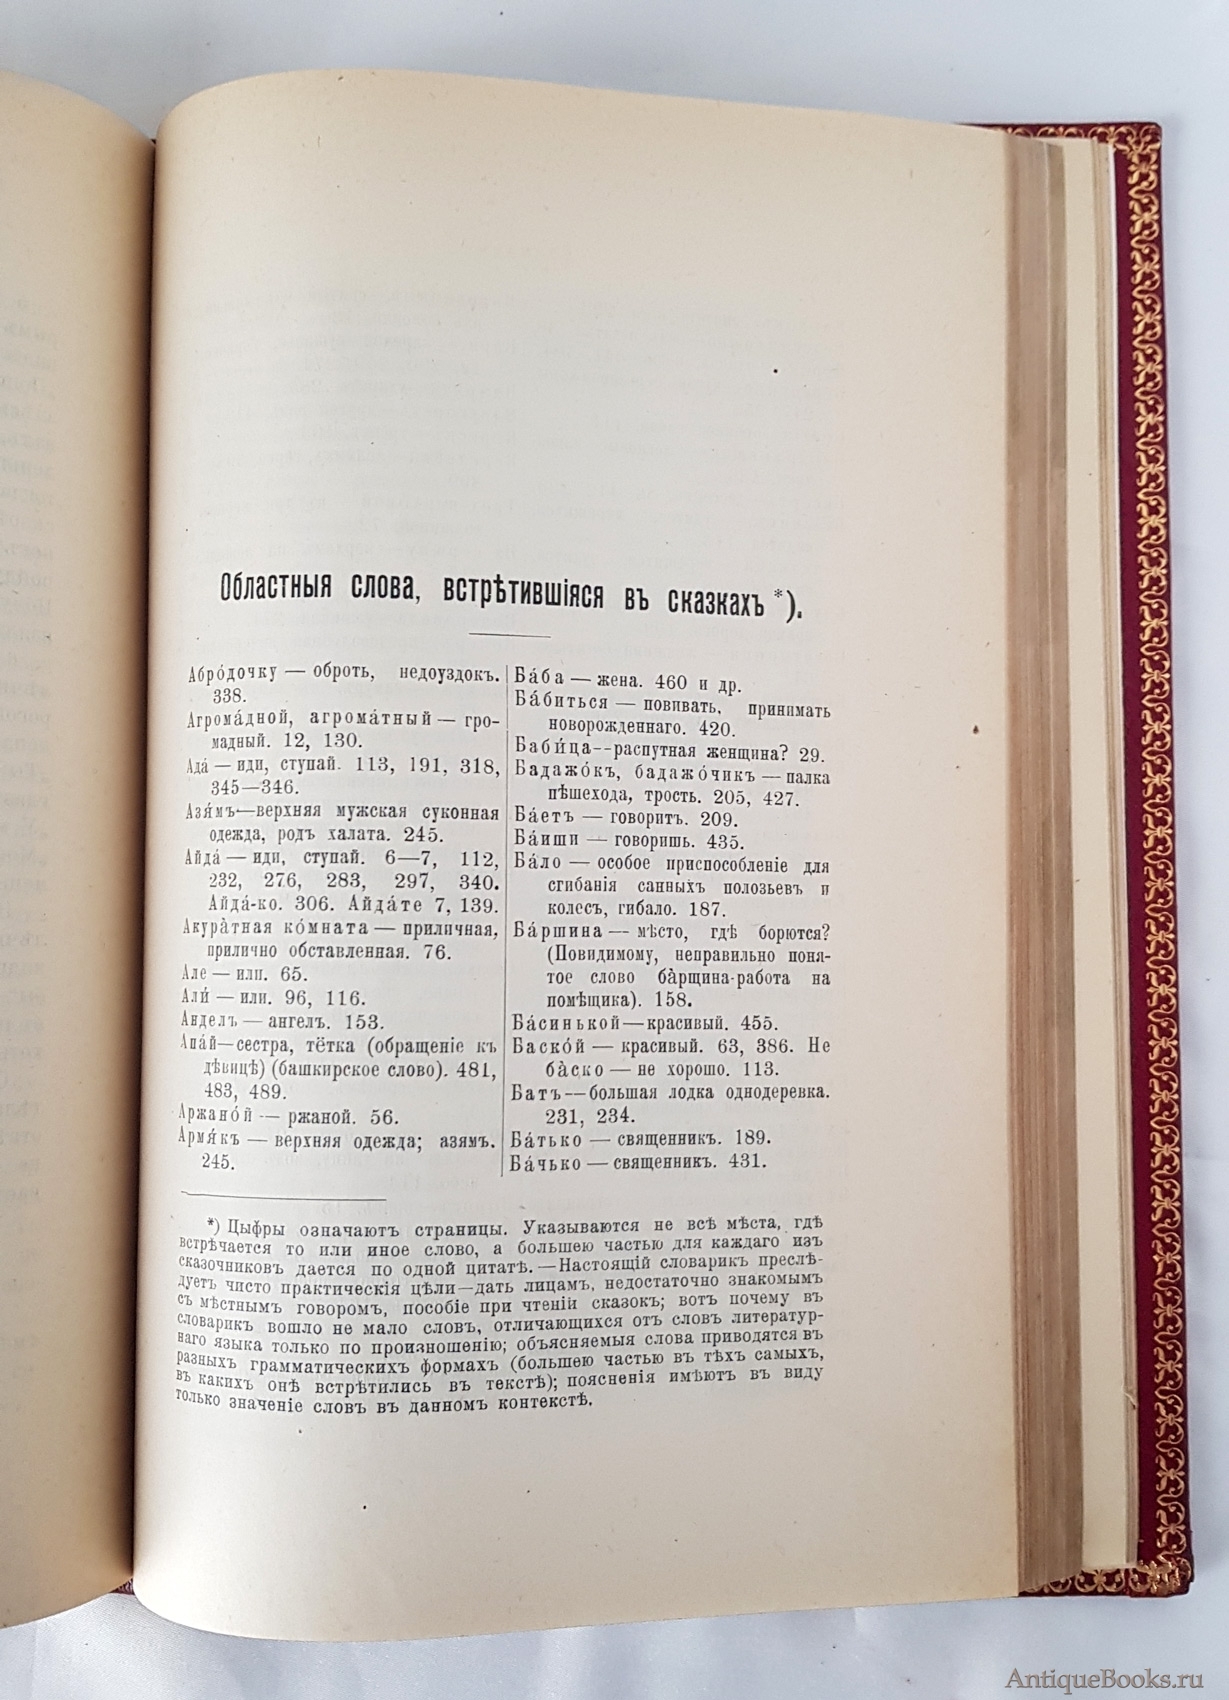 Областныя слова, встрѣтившіяся въ сказкахъ *).
Абро́дочку — оброть, недоуздокъ.
338.
Агрома́дной, агрома́тный — гро-
мадный. 12, 130.
Ада́ — иди, ступай. 113, 191, 318,
345—346.
Азя́мъ—верхняя мужская суконная
одежда, родъ халата. 245.
Айда́ — иди, ступай. 6—7, 112,
232, 276, 283, 297, 340.
Айда́-ко. 306. Айда́те 7, 139.
Акура̀тная ко́мната — приличная,
прилично обставленная. 76.
Але — или. 65.
Али́ — или. 96, 116.
Анделъ — ангелъ. 153.
Апа́й—сестра, тётка (обращеніе къ
дѣвицѣ) (башкирское слово). 481,
483, 489.
Аржано́й — ржаной. 56.
Армя́къ — верхняя одежда; азямъ.
245.
Ба́ба — жена. 460 и др.
Ба́биться — повивать, принимать
новорожденнаго. 420.
Баби́ца--распутная женщина? 29.
Бадажо́къ, бадажо́чикъ — палка
пѣшехода, трость. 205, 427.
Ба́етъ — говоритъ. 209.
Ба́иши — говоришь. 435.
Ба́ло — особое приспособленіе для
сгибанія санныхъ полозьевъ и
колесъ, гибало. 187.
Ба́ршина — мѣсто, гдѣ борются?
(Повидимому, неправильно поня-
тое слово ба̀рщина-работа на
помѣщика). 158.
Ба́синькой—красивый. 455.
Баско́й — красивый. 63, 386. Не
ба̀ско — не хорошо. 113.
Батъ—большая лодка однодеревка.
231, 234.
Ба́тько — священникъ. 189.
Ба́чько — священникъ. 431.
*) Цыфры означаютъ страницы. Указываются не всѣ мѣста, гдѣ
встрѣчается то или иное слово, а большею частью для каждаго изъ
сказочниковъ дается по одной цитатѣ.—Настоящій словарикъ преслѣ-
дуетъ чисто практическія цѣли—дать лицамъ, недостаточно знакомымъ
съ мѣстнымъ говоромъ, пособіе при чтеніи сказокъ; вотъ почему въ
словарикъ вошло не мало словъ, отличающихся отъ словъ литератур-
наго языка только по произношенію; объясняемыя слова приводятся въ
разныхъ грамматическихъ формахъ (большею частью въ тѣхъ самыхъ,
въ какихъ онѣ встрѣтились въ текстѣ); поясненія имѣютъ въ виду
только значеніе словъ въ данномъ контекстѣ.
AntiqueBooks.ru